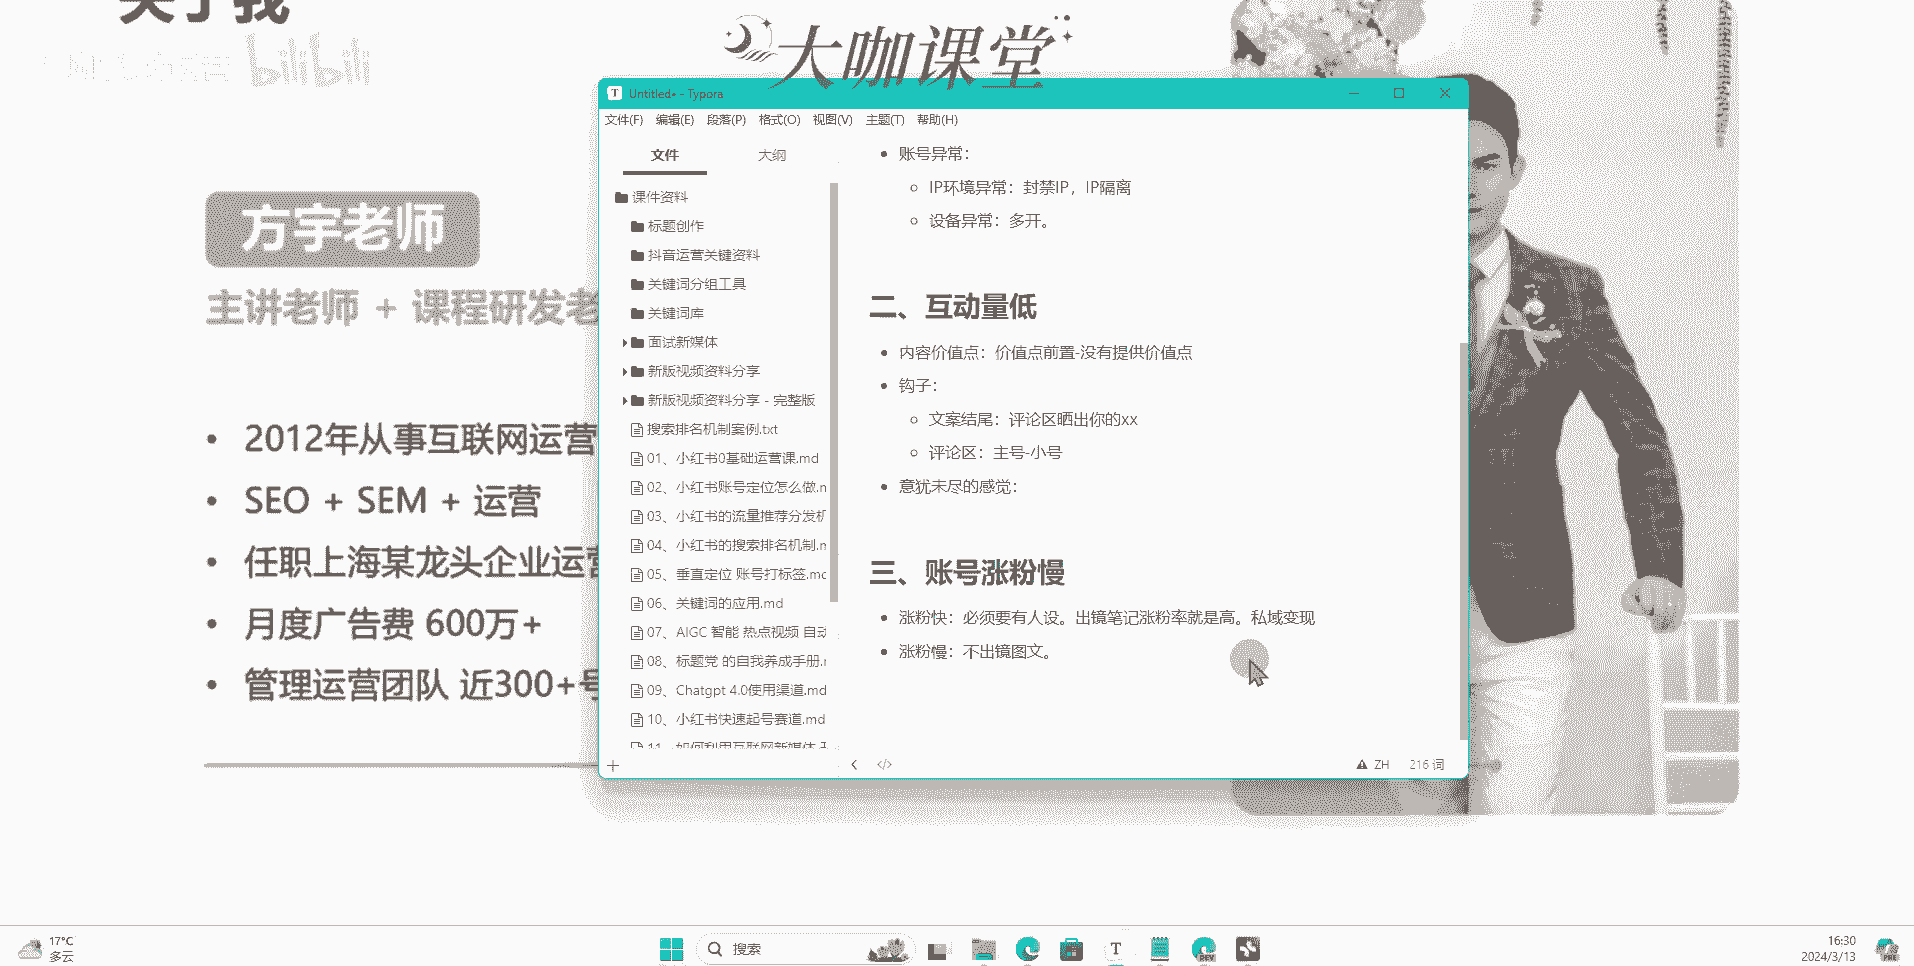 关于我
bilibili
大咖课堂
方宇老师
主讲老师 + 课程研发老
2012年从事互联网运营
SEO + SEM + 运营
任职上海某龙头企业运营
月度广告费 600万+
管理运营团队 近300+号
Untitled• - Typora
文件(F) 编辑(E) 段落(P) 格式(O) 视图(V) 主题(T) 帮助(H)
文件 大纲
课件资料
标题创作
抖音运营关键资料
关键词分组工具
关键词库
面试新媒体
新版视频资料分享
新版视频资料分享 - 完整版
搜索排名机制案例.txt
01、小红书0基础运营课.md
02、小红书账号定位怎么做.m
03、小红书的流量推荐分发机
04、小红书的搜索排名机制.m
05、垂直定位 账号打标签.mc
06、关键词的应用.md
07、AIGC 智能 热点视频 自动
08、标题党 的自我养成手册.r
09、Chatgpt 4.0使用渠道.md
10、小红书快速起号赛道.md
11、如何利用互联网新媒体
账号异常：
IP环境异常：封禁IP，IP隔离
设备异常：多开。
二、互动量低
内容价值点：价值点前置-没有提供价值点
钩子：
文案结尾：评论区晒出你的xx
评论区：主号-小号
意犹未尽的感觉：
三、账号涨粉慢
涨粉快：必须要有人设。出镜笔记涨粉率就是高。私域变现
涨粉慢：不出镜图文。
ZH 216 词
17°C
多云
搜索
16:30
2024/3/13